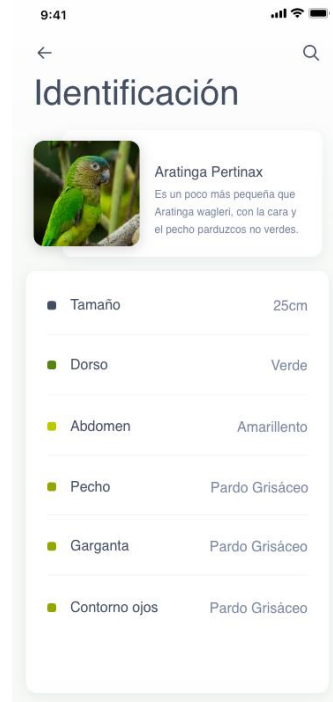 9:41
Identificación
Aratinga Pertinax
Es un poco más pequeña que
Aratinga wagleri, con la cara y
el pecho parduzcos no verdes.
Tamaño 25cm
Dorso Verde
Abdomen Amarillento
Pecho Pardo Grisáceo
Garganta Pardo Grisáceo
Contorno ojos Pardo Grisáceo